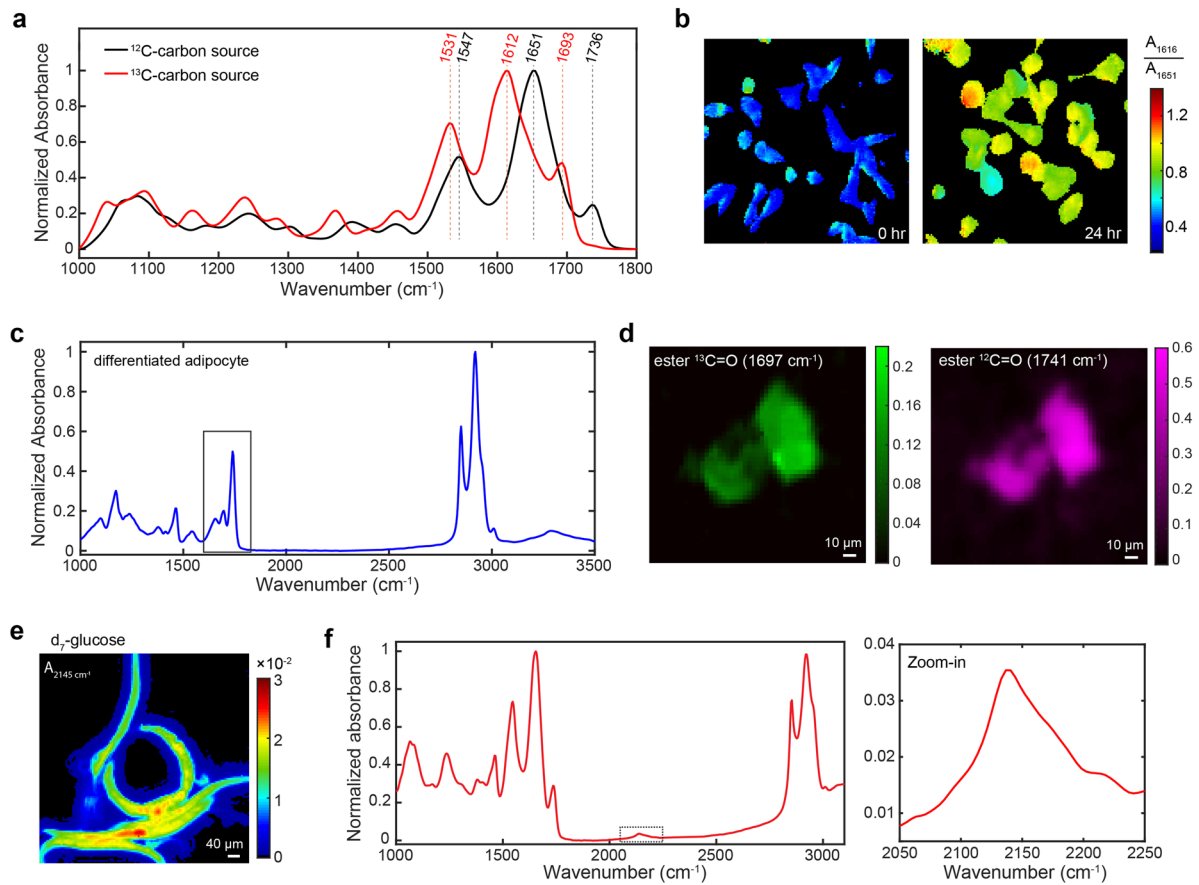 a
¹²C-carbon source
¹³C-carbon source
1531
1547
1612
1651
1693
1736
Normalized Absorbance
1
0.8
0.6
0.4
0.2
0
1000 1100 1200 1300 1400 1500 1600 1700 1800
Wavenumber (cm⁻¹)
b
0 hr
24 hr
A₁₆₁₆
A₁₆₅₁
1.2
0.8
0.4
c
differentiated adipocyte
Normalized Absorbance
1
0.8
0.6
0.4
0.2
0
1000 1500 2000 2500 3000 3500
Wavenumber (cm⁻¹)
d
ester ¹³C=O (1697 cm⁻¹)
10 µm
0.2
0.16
0.12
0.08
0.04
0
ester ¹²C=O (1741 cm⁻¹)
10 µm
0.6
0.5
0.4
0.3
0.2
0.1
0
e
d₇-glucose
A₂₁₄₅ cm⁻¹
40 µm
×10⁻²
3
2
1
0
f
Normalized absorbance
1
0.8
0.6
0.4
0.2
0
1000 1500 2000 2500 3000
Wavenumber (cm⁻¹)
Zoom-in
0.04
0.03
0.02
0.01
2050 2100 2150 2200 2250
Wavenumber (cm⁻¹)